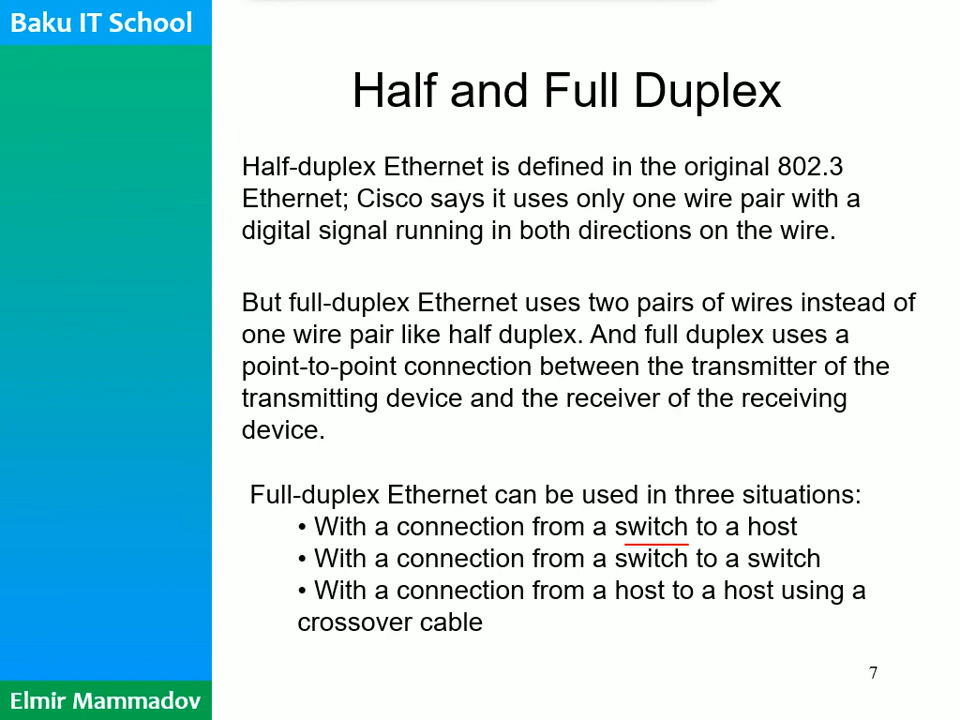 Baku IT School
Half and Full Duplex
Half-duplex Ethernet is defined in the original 802.3
Ethernet; Cisco says it uses only one wire pair with a
digital signal running in both directions on the wire.
But full-duplex Ethernet uses two pairs of wires instead of
one wire pair like half duplex. And full duplex uses a
point-to-point connection between the transmitter of the
transmitting device and the receiver of the receiving
device.
Full-duplex Ethernet can be used in three situations:
• With a connection from a switch to a host
• With a connection from a switch to a switch
• With a connection from a host to a host using a
crossover cable
7
Elmir Mammadov